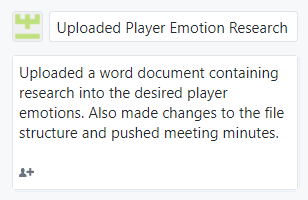 Uploaded Player Emotion Research
Uploaded a word document containing
research into the desired player
emotions. Also made changes to the file
structure and pushed meeting minutes.